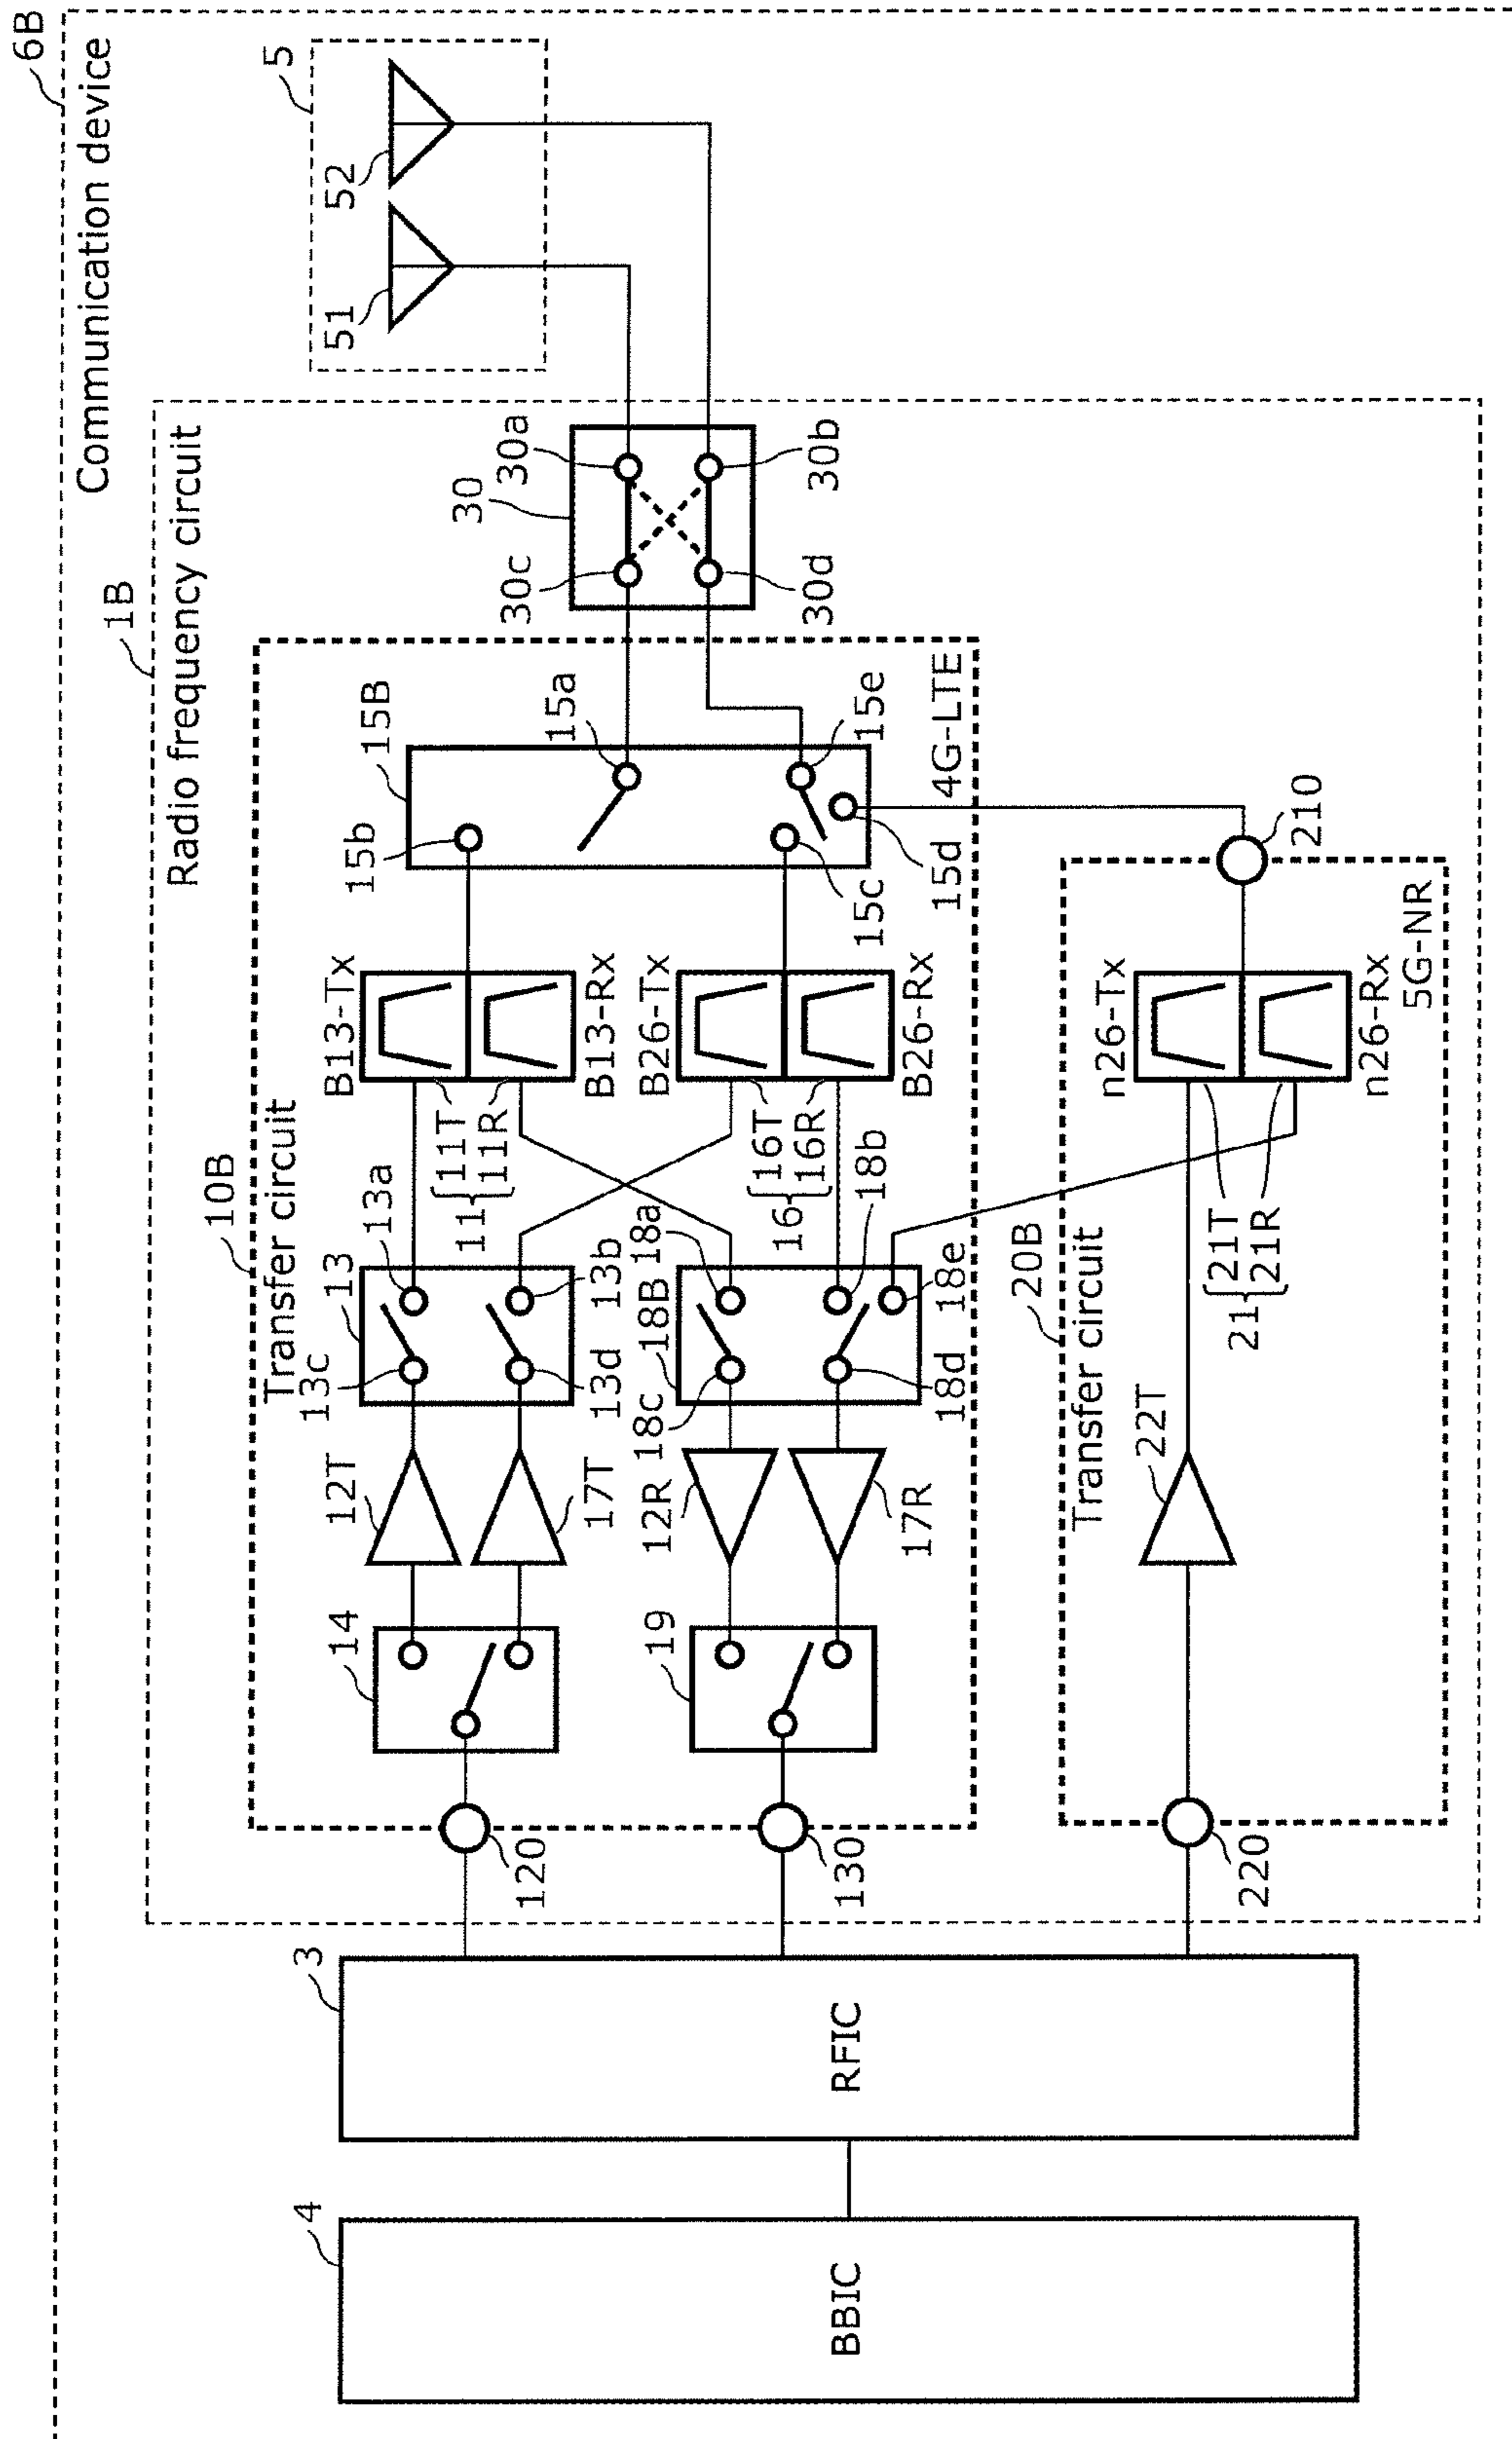 6B
Communication device
1B
Radio frequency circuit
5
51
52
10B
Transfer circuit
30
30a
30b
30c
30d
15B
15a
15b
15c
15d
15e
4G-LTE
B13-Tx
B13-Rx
B26-Tx
B26-Rx
11{11T
11R
16{16T
16R
13
13a
13b
13c
13d
18B
18a
18b
18c
18d
18e
12T
17T
12R
17R
14
19
120
130
20B
Transfer circuit
210
n26-Tx
n26-Rx
5G-NR
21{21T
21R
22T
220
3
RFIC
4
BBIC